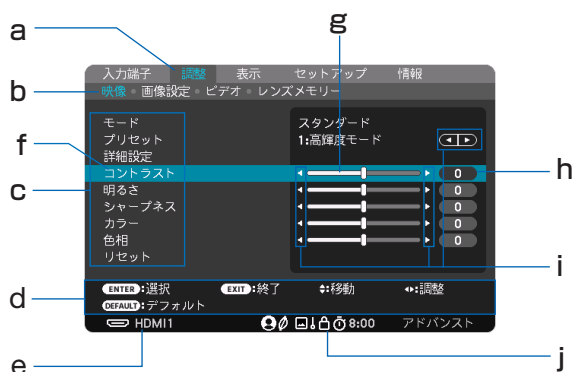 a
g
入力端子 調整 表示 セットアップ 情報
b
映像 画像設定 ビデオ レンズメモリー
モード スタンダード
プリセット 1:高輝度モード
f
詳細設定
コントラスト 0
h
c
明るさ 0
シャープネス 0
カラー 0
色相 0
i
リセット
d
ENTER:選択 EXIT:終了 :移動 :調整
DEFAULT:デフォルト
HDMI1 8:00 アドバンスト
e
j